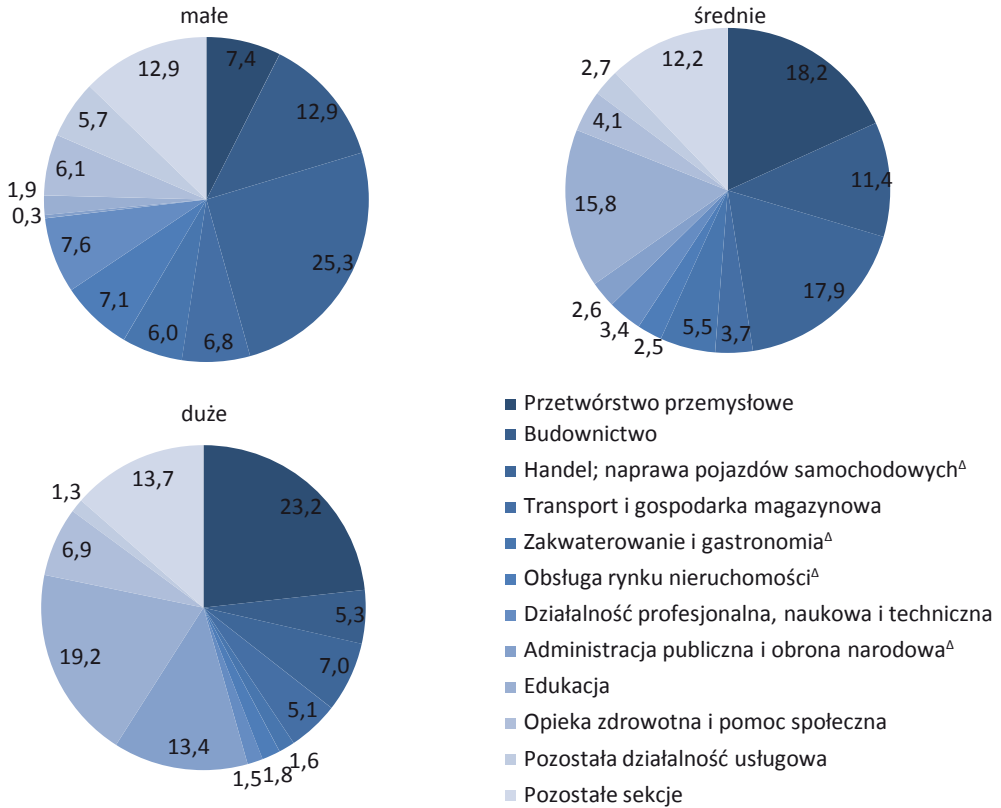 małe
7,4
12,9
25,3
6,8
6,0
7,1
7,6
0,3
1,9
6,1
5,7
12,9
średnie
18,2
11,4
17,9
3,7
5,5
2,5
3,4
2,6
15,8
4,1
2,7
12,2
duże
23,2
5,3
7,0
5,1
1,6
1,8
1,5
13,4
19,2
6,9
1,3
13,7
Przetwórstwo przemysłowe
Budownictwo
Handel; naprawa pojazdów samochodowychᐞ
Transport i gospodarka magazynowa
Zakwaterowanie i gastronomiaᐞ
Obsługa rynku nieruchomościᐞ
Działalność profesjonalna, naukowa i techniczna
Administracja publiczna i obrona narodowaᐞ
Edukacja
Opieka zdrowotna i pomoc społeczna
Pozostała działalność usługowa
Pozostałe sekcje